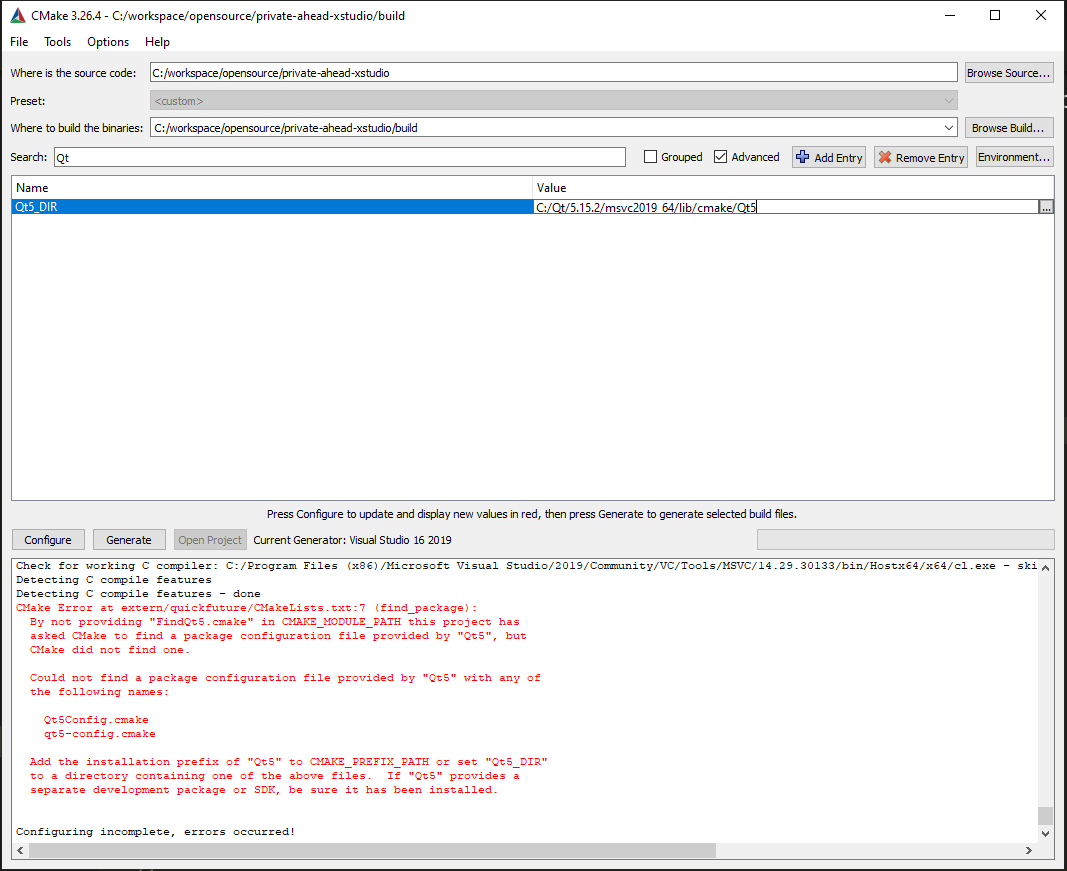 CMake 3.26.4 - C:/workspace/opensource/private-ahead-xstudio/build
File Tools Options Help
Where is the source code: C:/workspace/opensource/private-ahead-xstudio Browse Source...
Preset: <custom>
Where to build the binaries: C:/workspace/opensource/private-ahead-xstudio/build Browse Build...
Search: Qt Grouped Advanced Add Entry Remove Entry Environment...
Name Value
Qt5_DIR C:/Qt/5.15.2/msvc2019_64/lib/cmake/Qt5 ...
Press Configure to update and display new values in red, then press Generate to generate selected build files.
Configure Generate Open Project Current Generator: Visual Studio 16 2019
Check for working C compiler: C:/Program Files (x86)/Microsoft Visual Studio/2019/Community/VC/Tools/MSVC/14.29.30133/bin/Hostx64/x64/cl.exe - ski
Detecting C compile features
Detecting C compile features - done
CMake Error at extern/quickfuture/CMakeLists.txt:7 (find_package):
By not providing "FindQt5.cmake" in CMAKE_MODULE_PATH this project has
asked CMake to find a package configuration file provided by "Qt5", but
CMake did not find one.
Could not find a package configuration file provided by "Qt5" with any of
the following names:
Qt5Config.cmake
qt5-config.cmake
Add the installation prefix of "Qt5" to CMAKE_PREFIX_PATH or set "Qt5_DIR"
to a directory containing one of the above files.  If "Qt5" provides a
separate development package or SDK, be sure it has been installed.
Configuring incomplete, errors occurred!